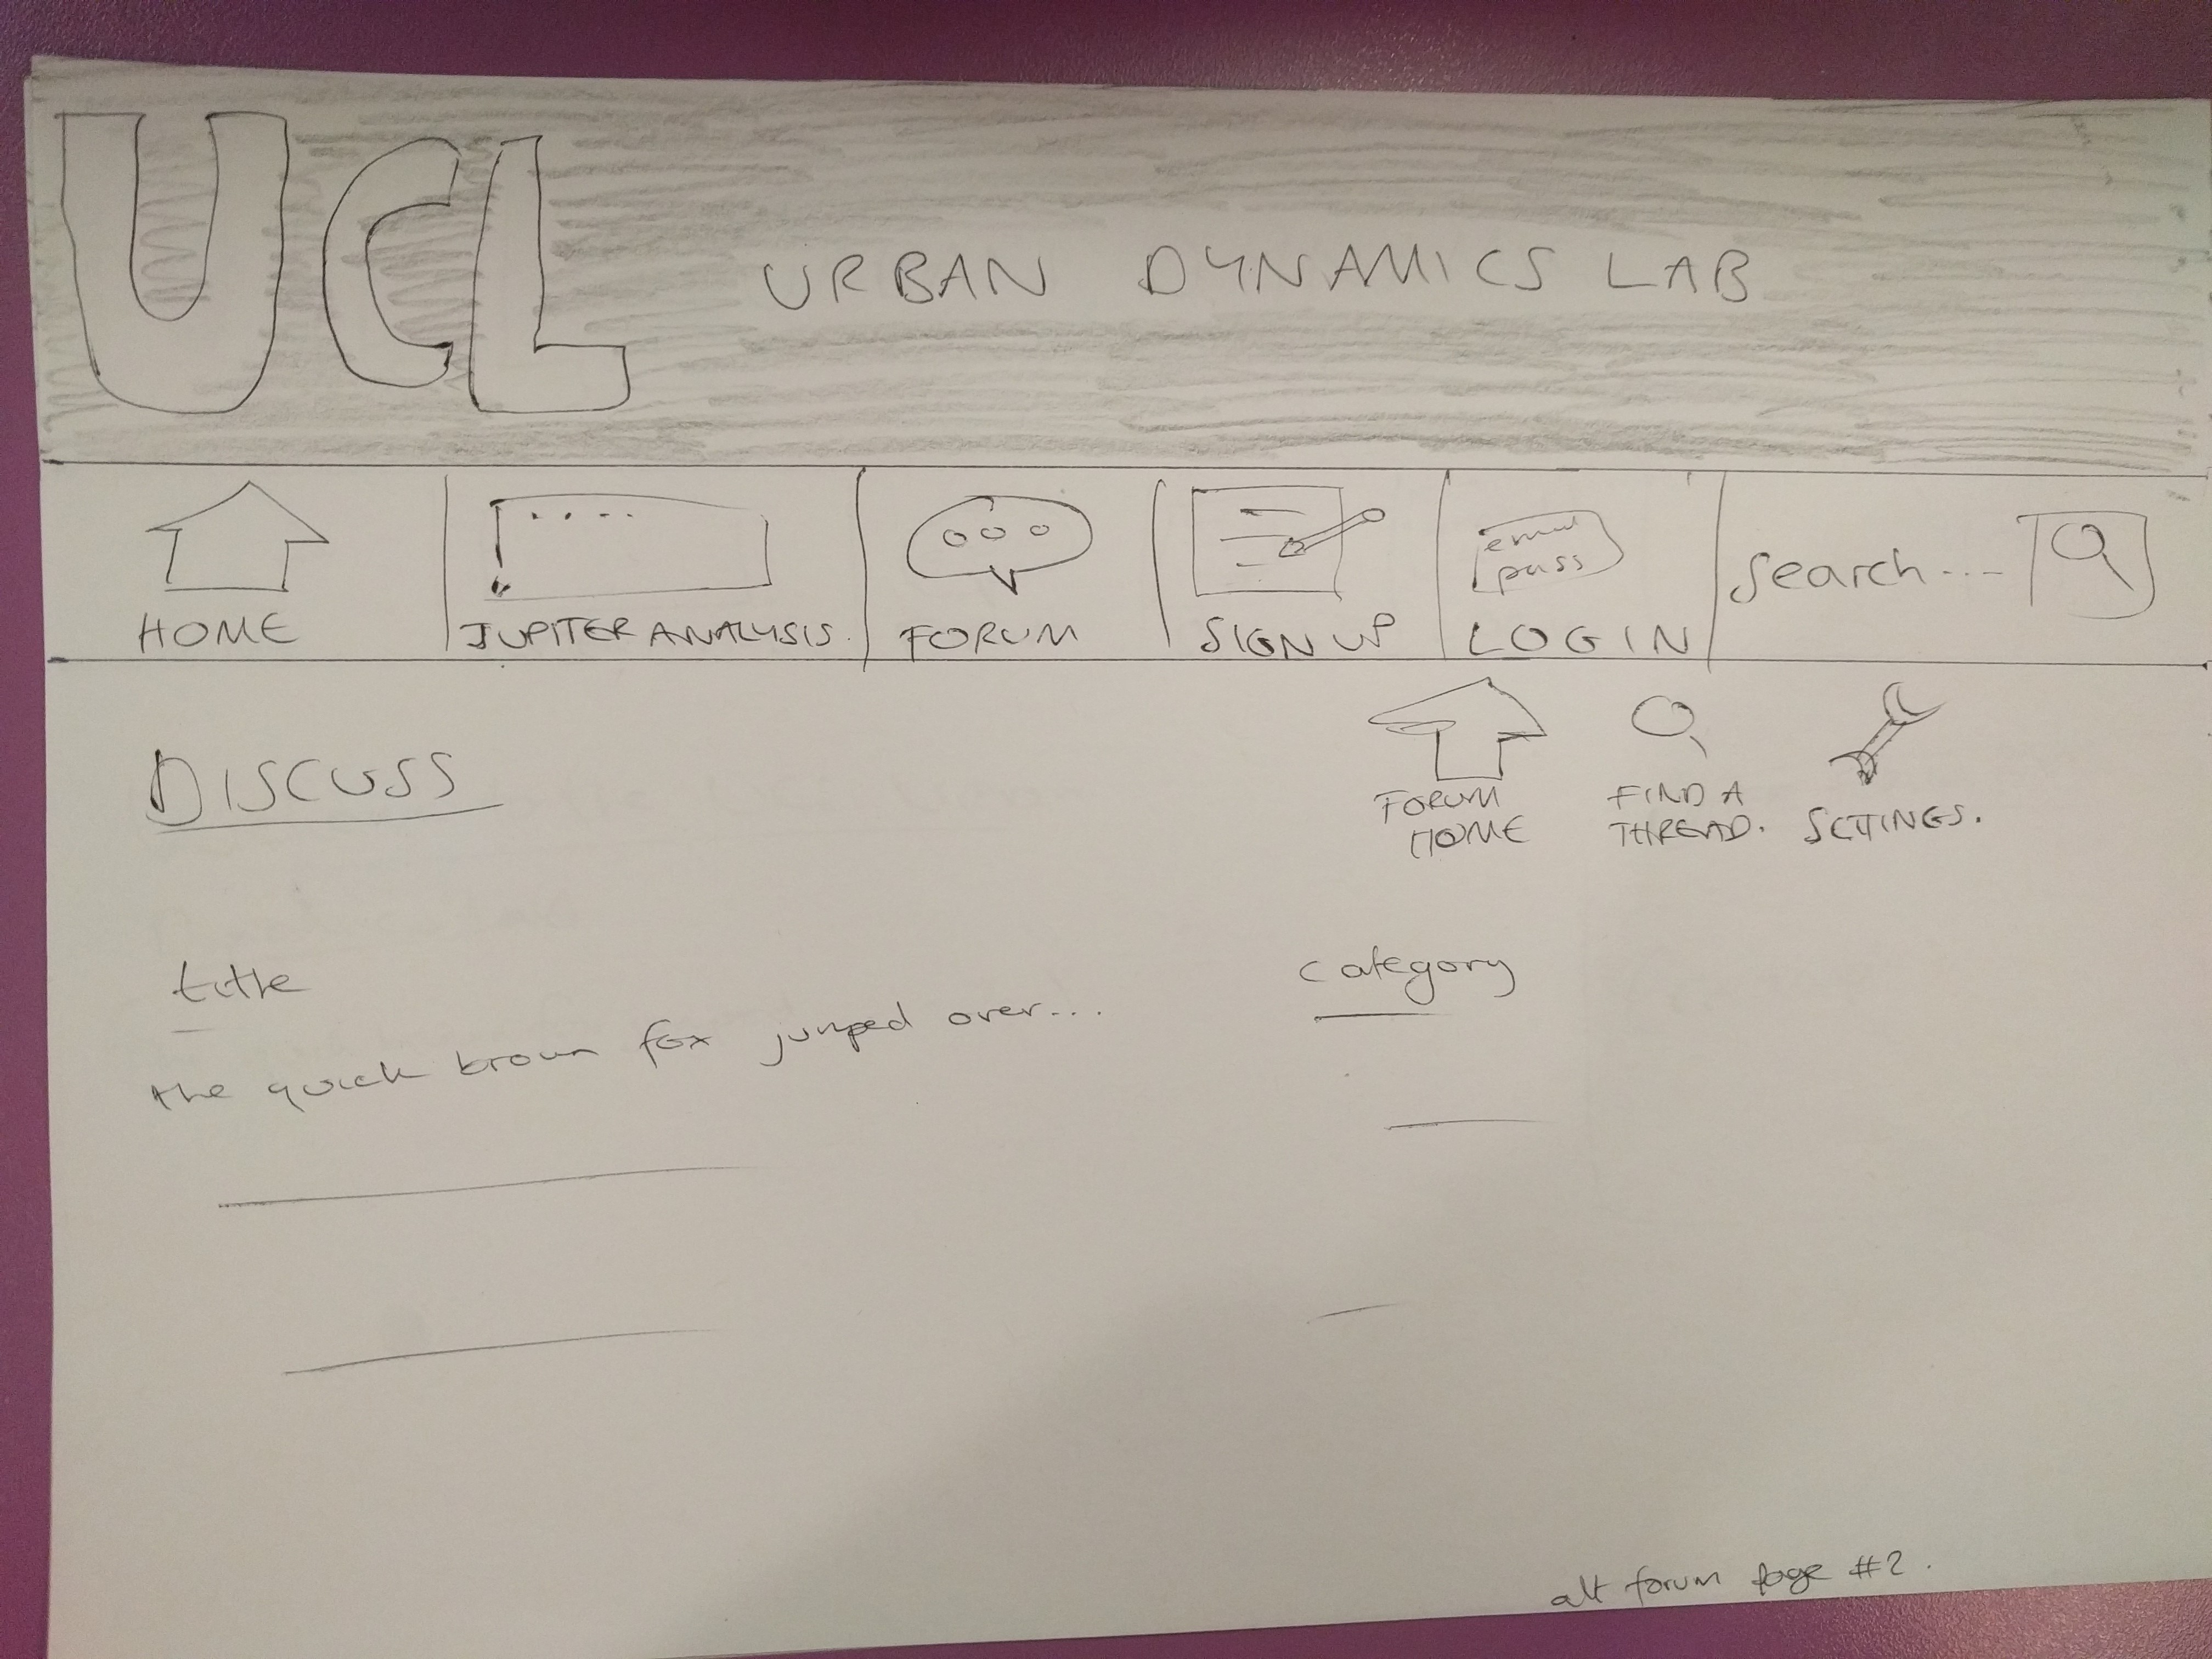 UCL
URBAN DYNAMICS LAB
HOME
JUPITER ANALYSIS.
FORUM
SIGN UP
email
pass
LOGIN
Search...
DISCUSS
FORUM
HOME
FIND A
THREAD.
SETTINGS.
title
category
the quick brown fox jumped over...
alt forum page #2.